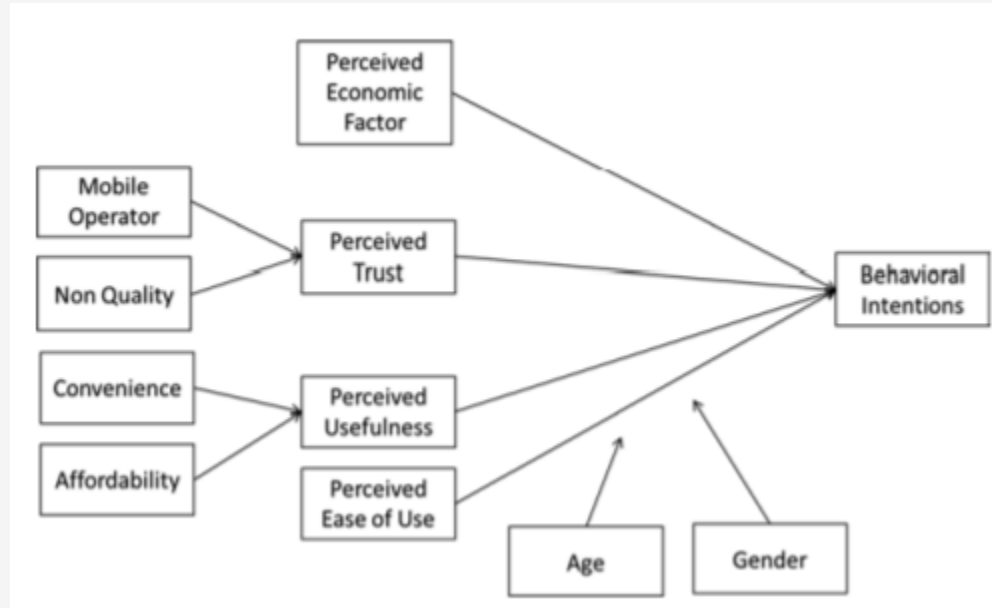 Perceived
Economic
Factor
Mobile
Operator
Perceived
Trust
Non Quality
Behavioral
Intentions
Convenience
Perceived
Usefulness
Affordability
Perceived
Ease of Use
Age
Gender